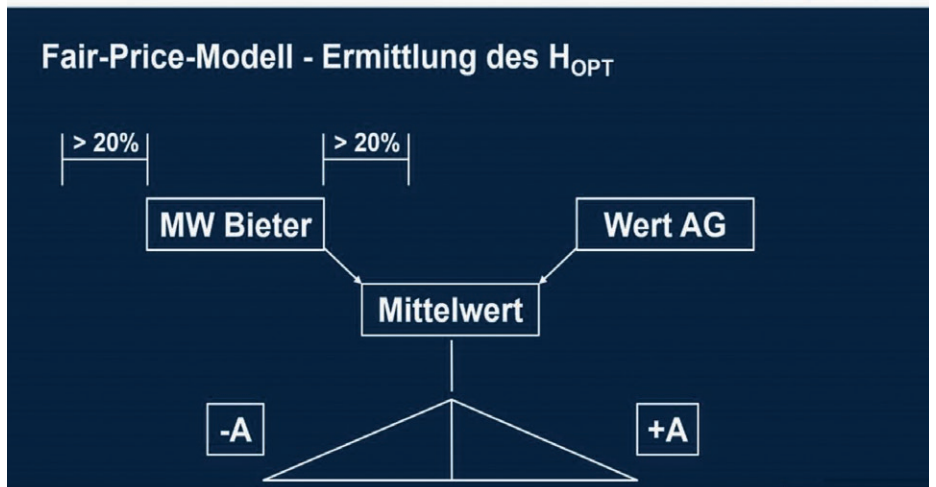 Fair-Price-Modell - Ermittlung des HOPT
> 20%
> 20%
MW Bieter
Wert AG
Mittelwert
-A
+A